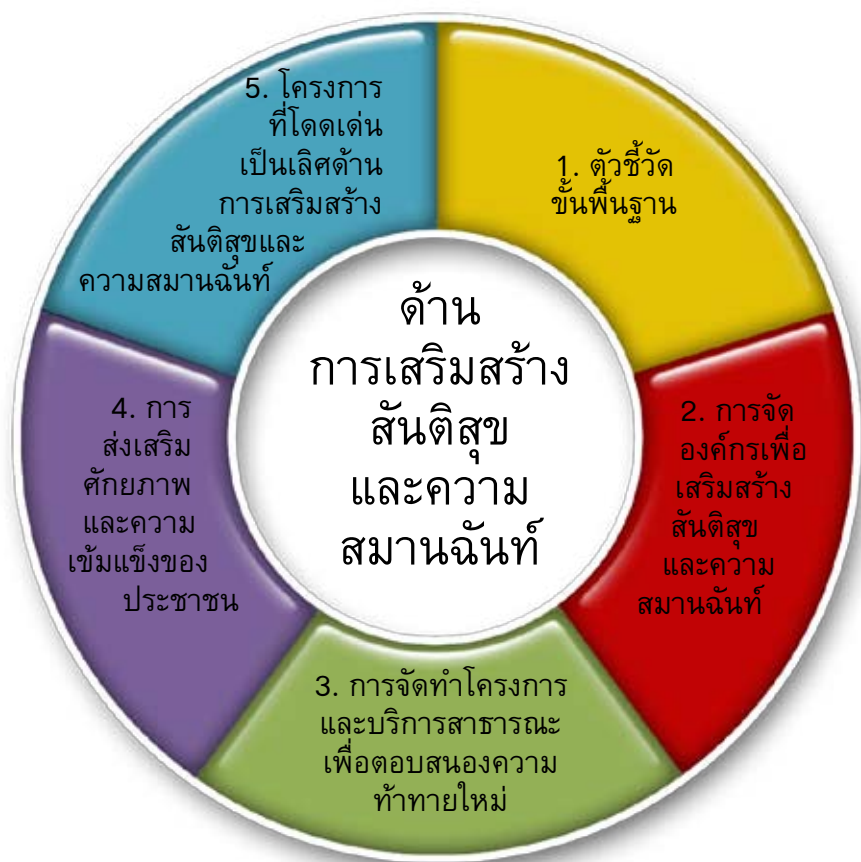 ด้าน
การเสริมสร้าง
สันติสุข
และความ
สมานฉันท์
1. ตัวชี้วัด
ขั้นพื้นฐาน
2. การจัด
องค์กรเพื่อ
เสริมสร้าง
สันติสุข
และความ
สมานฉันท์
3. การจัดทำโครงการ
และบริการสาธารณะ
เพื่อตอบสนองความ
ท้าทายใหม่
4. การ
ส่งเสริม
ศักยภาพ
และความ
เข้มแข็งของ
ประชาชน
5. โครงการ
ที่โดดเด่น
เป็นเลิศด้าน
การเสริมสร้าง
สันติสุขและ
ความสมานฉันท์